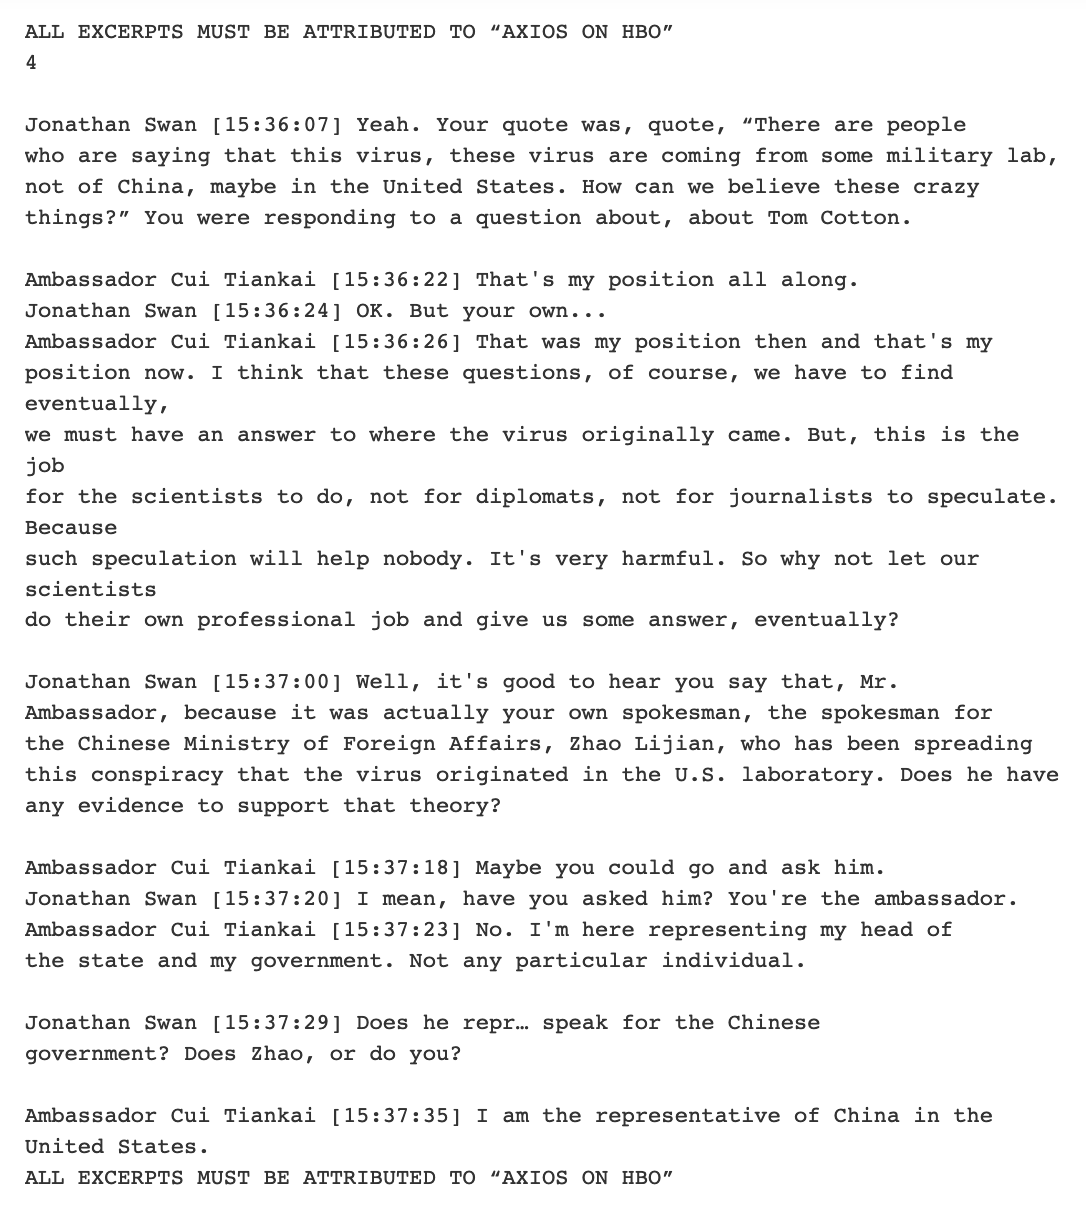 ALL EXCERPTS MUST BE ATTRIBUTED TO “AXIOS ON HBO”
4
Jonathan Swan [15:36:07] Yeah. Your quote was, quote, “There are people
who are saying that this virus, these virus are coming from some military lab,
not of China, maybe in the United States. How can we believe these crazy
things?” You were responding to a question about, about Tom Cotton.
Ambassador Cui Tiankai [15:36:22] That's my position all along.
Jonathan Swan [15:36:24] OK. But your own...
Ambassador Cui Tiankai [15:36:26] That was my position then and that's my
position now. I think that these questions, of course, we have to find
eventually,
we must have an answer to where the virus originally came. But, this is the
job
for the scientists to do, not for diplomats, not for journalists to speculate.
Because
such speculation will help nobody. It's very harmful. So why not let our
scientists
do their own professional job and give us some answer, eventually?
Jonathan Swan [15:37:00] Well, it's good to hear you say that, Mr.
Ambassador, because it was actually your own spokesman, the spokesman for
the Chinese Ministry of Foreign Affairs, Zhao Lijian, who has been spreading
this conspiracy that the virus originated in the U.S. laboratory. Does he have
any evidence to support that theory?
Ambassador Cui Tiankai [15:37:18] Maybe you could go and ask him.
Jonathan Swan [15:37:20] I mean, have you asked him? You're the ambassador.
Ambassador Cui Tiankai [15:37:23] No. I'm here representing my head of
the state and my government. Not any particular individual.
Jonathan Swan [15:37:29] Does he repr… speak for the Chinese
government? Does Zhao, or do you?
Ambassador Cui Tiankai [15:37:35] I am the representative of China in the
United States.
ALL EXCERPTS MUST BE ATTRIBUTED TO “AXIOS ON HBO”